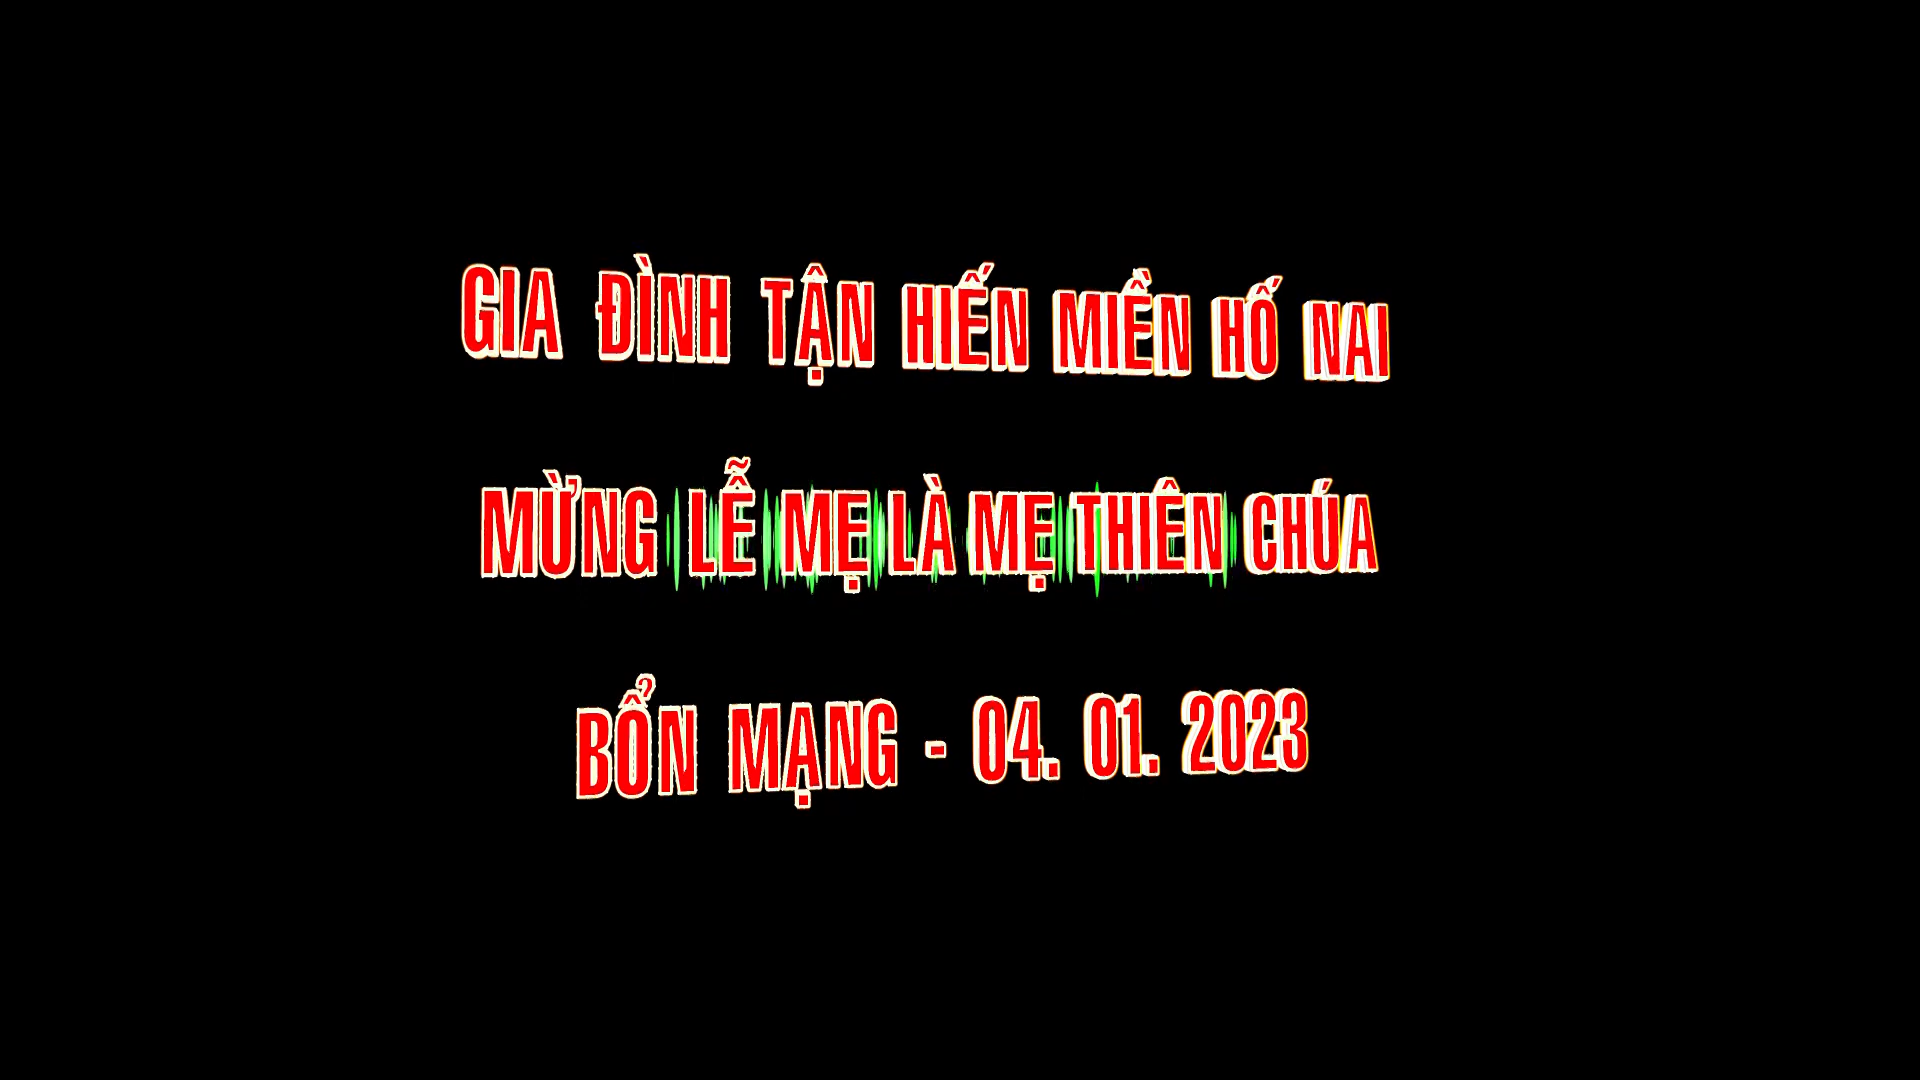 GIA ĐÌNH TẬN HIẾN MIỀN HỐ NAI
MỪNG LỄ MẸ LÀ MẸ THIÊN CHÚA
BỔN MẠNG - 04. 01. 2023